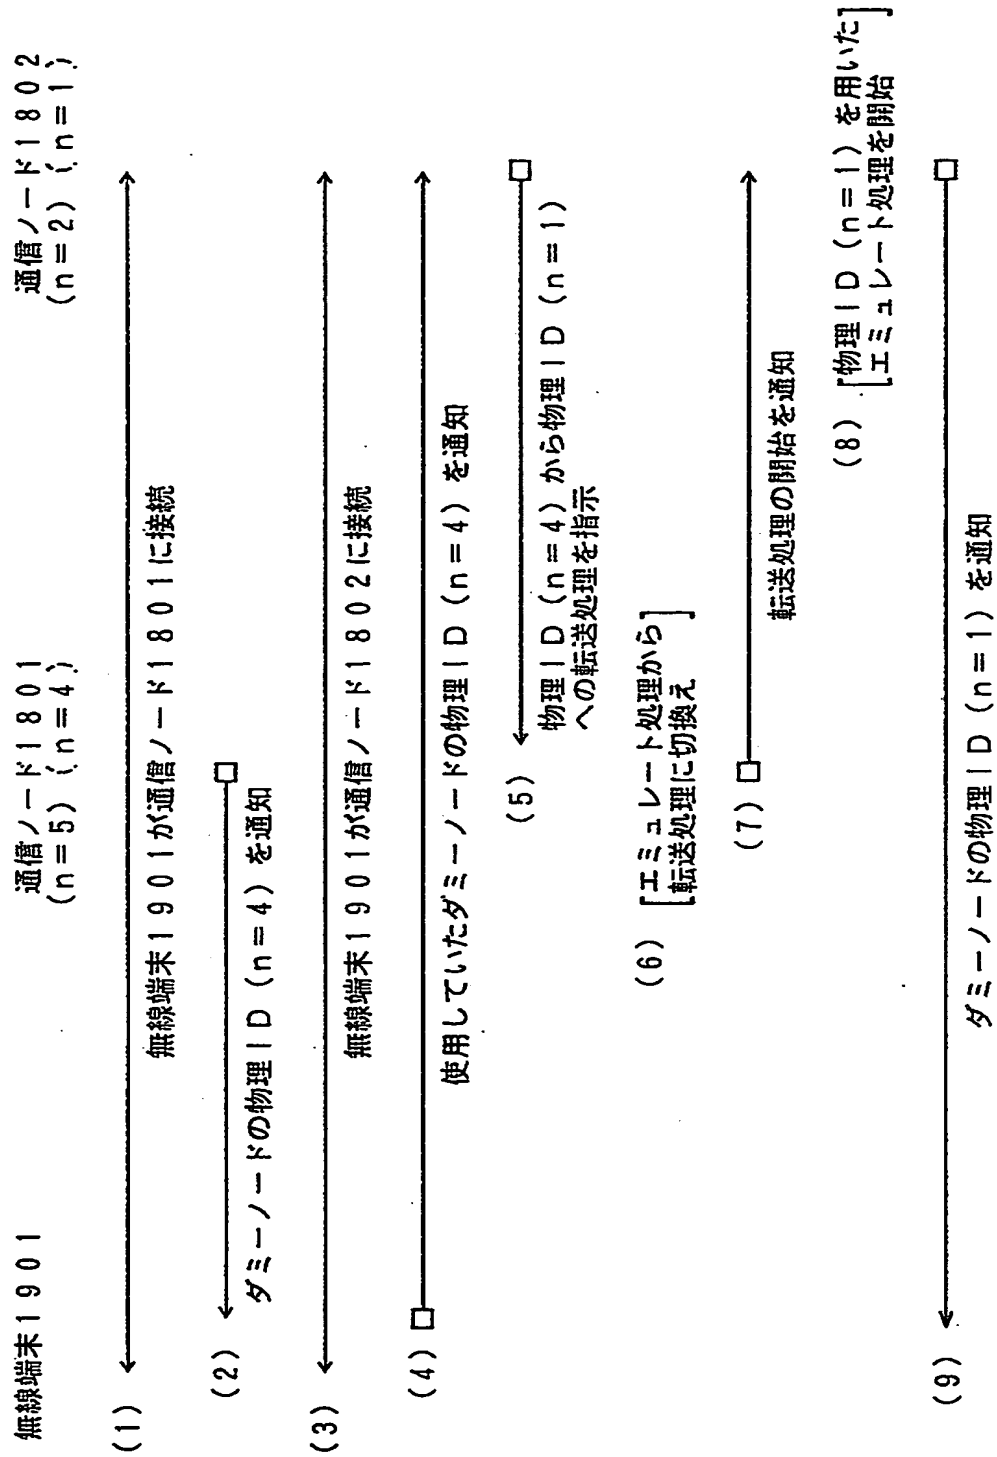 無線端末1901
通信ノード1801
(n=5)(n=4)
通信ノード1802
(n=2)(n=1)
(1)
無線端末1901が通信ノード1801に接続
(2)
ダミーノードの物理ID(n=4)を通知
(3)
無線端末1901が通信ノード1802に接続
(4)
使用していたダミーノードの物理ID(n=4)を通知
(5)
物理ID(n=4)から物理ID(n=1)
への転送処理を指示
(6)
[エミュレート処理から]
[転送処理に切換え]
(7)
転送処理の開始を通知
(8)
[物理ID(n=1)を用いた]
[エミュレート処理を開始]
(9)
ダミーノードの物理ID(n=1)を通知